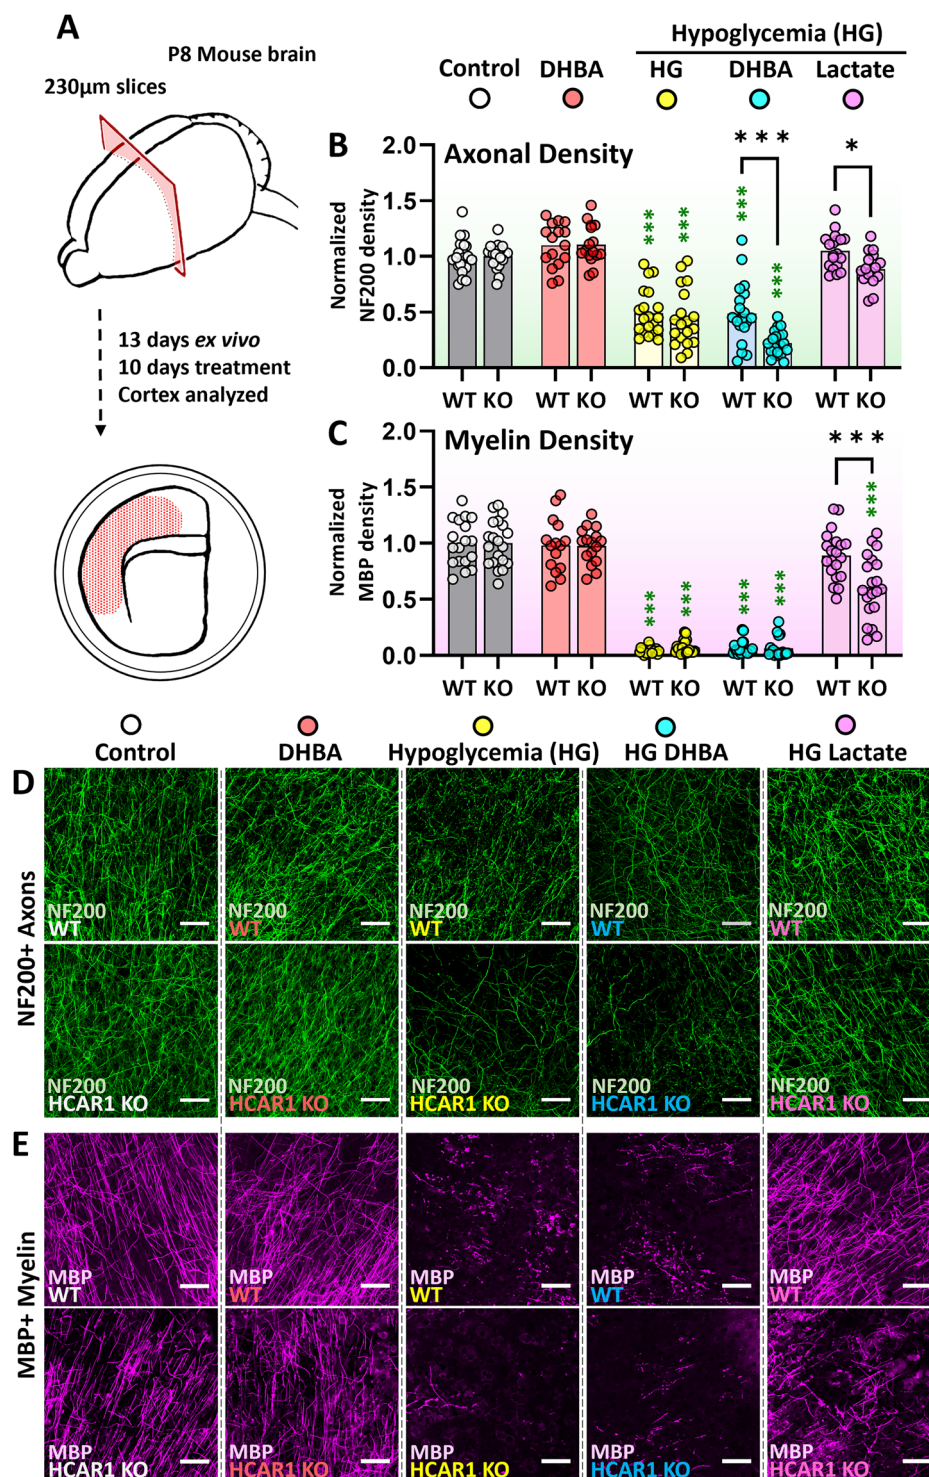 A
P8 Mouse brain
230µm slices
13 days ex vivo
10 days treatment
Cortex analyzed
Hypoglycemia (HG)
Control DHBA HG DHBA Lactate
B
Axonal Density
Normalized
NF200 density
2.0
1.5
1.0
0.5
0.0
*** *
*** *** *** ***
WT KO WT KO WT KO WT KO WT KO
C
Myelin Density
Normalized
MBP density
2.0
1.5
1.0
0.5
0.0
***
*** *** *** *** ***
WT KO WT KO WT KO WT KO WT KO
Control DHBA Hypoglycemia (HG) HG DHBA HG Lactate
D
NF200+ Axons
NF200 NF200 NF200 NF200 NF200
WT WT WT WT WT
NF200 NF200 NF200 NF200 NF200
HCAR1 KO HCAR1 KO HCAR1 KO HCAR1 KO HCAR1 KO
E
MBP+ Myelin
MBP MBP MBP MBP MBP
WT WT WT WT WT
MBP MBP MBP MBP MBP
HCAR1 KO HCAR1 KO HCAR1 KO HCAR1 KO HCAR1 KO